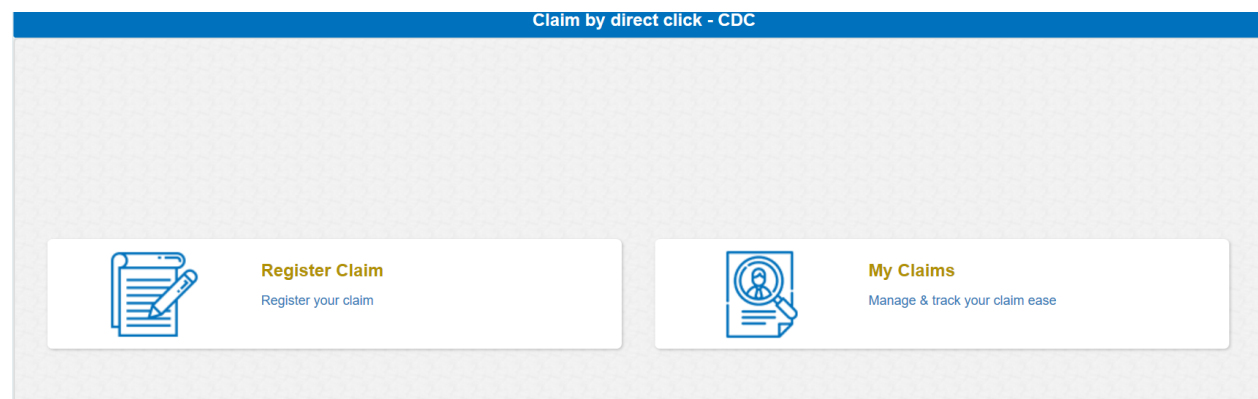 Claim by direct click - CDC
Register Claim
Register your claim
My Claims
Manage & track your claim ease